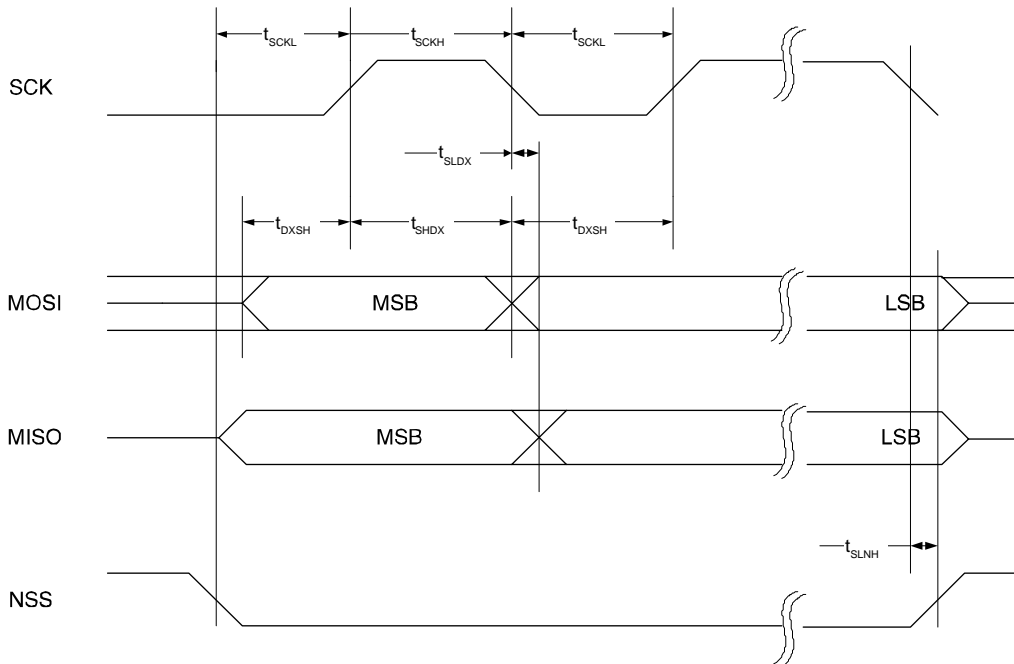 tSCKL tSCKH tSCKL
SCK
tSLDX
tDXSH tSHDX tDXSH
MOSI MSB LSB
MISO MSB LSB
tSLNH
NSS